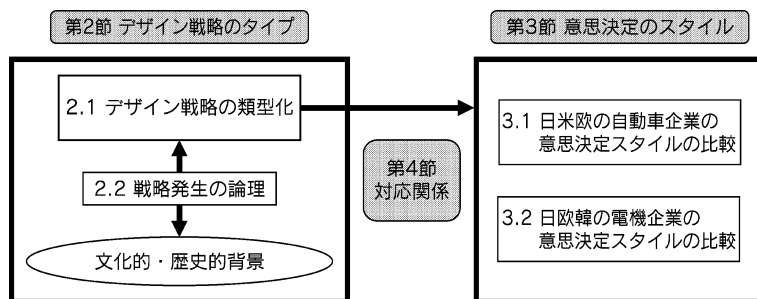 第2節 デザイン戦略のタイプ
2.1 デザイン戦略の類型化
2.2 戦略発生の論理
文化的・歴史的背景
第4節
対応関係
第3節 意思決定のスタイル
3.1 日米欧の自動車企業の
意思決定スタイルの比較
3.2 日欧韓の電機企業の
意思決定スタイルの比較